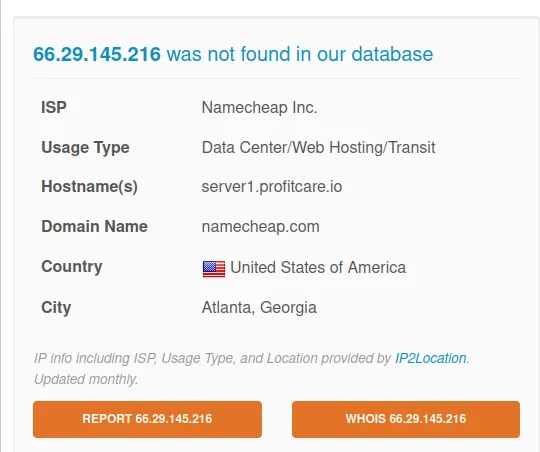 66.29.145.216 was not found in our database
ISP Namecheap Inc.
Usage Type Data Center/Web Hosting/Transit
Hostname(s) server1.profitcare.io
Domain Name namecheap.com
Country United States of America
City Atlanta, Georgia
IP info including ISP, Usage Type, and Location provided by IP2Location.
Updated monthly.
REPORT 66.29.145.216 WHOIS 66.29.145.216